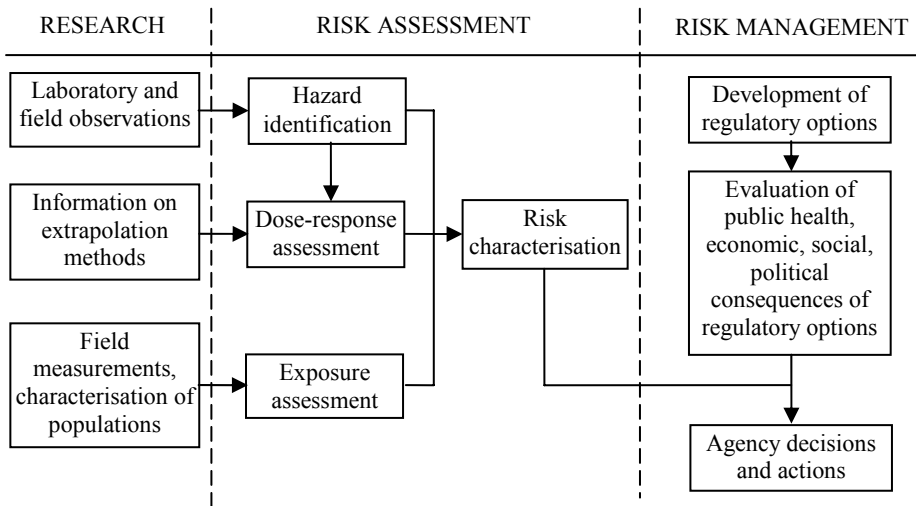 RESEARCH
RISK ASSESSMENT
RISK MANAGEMENT
Laboratory and
field observations
Hazard
identification
Development of
regulatory options
Information on
extrapolation
methods
Dose-response
assessment
Risk
characterisation
Evaluation of
public health,
economic, social,
political
consequences of
regulatory options
Field
measurements,
characterisation of
populations
Exposure
assessment
Agency decisions
and actions